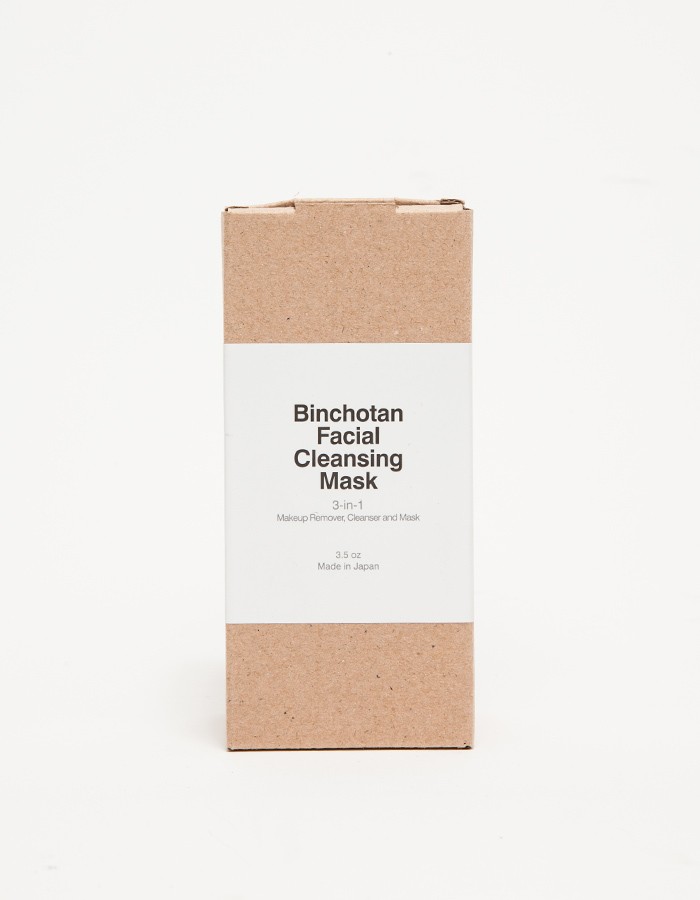 Binchotan
Facial
Cleansing
Mask
3-in-1
Makeup Remover, Cleanser and Mask
3.5 oz
Made in Japan